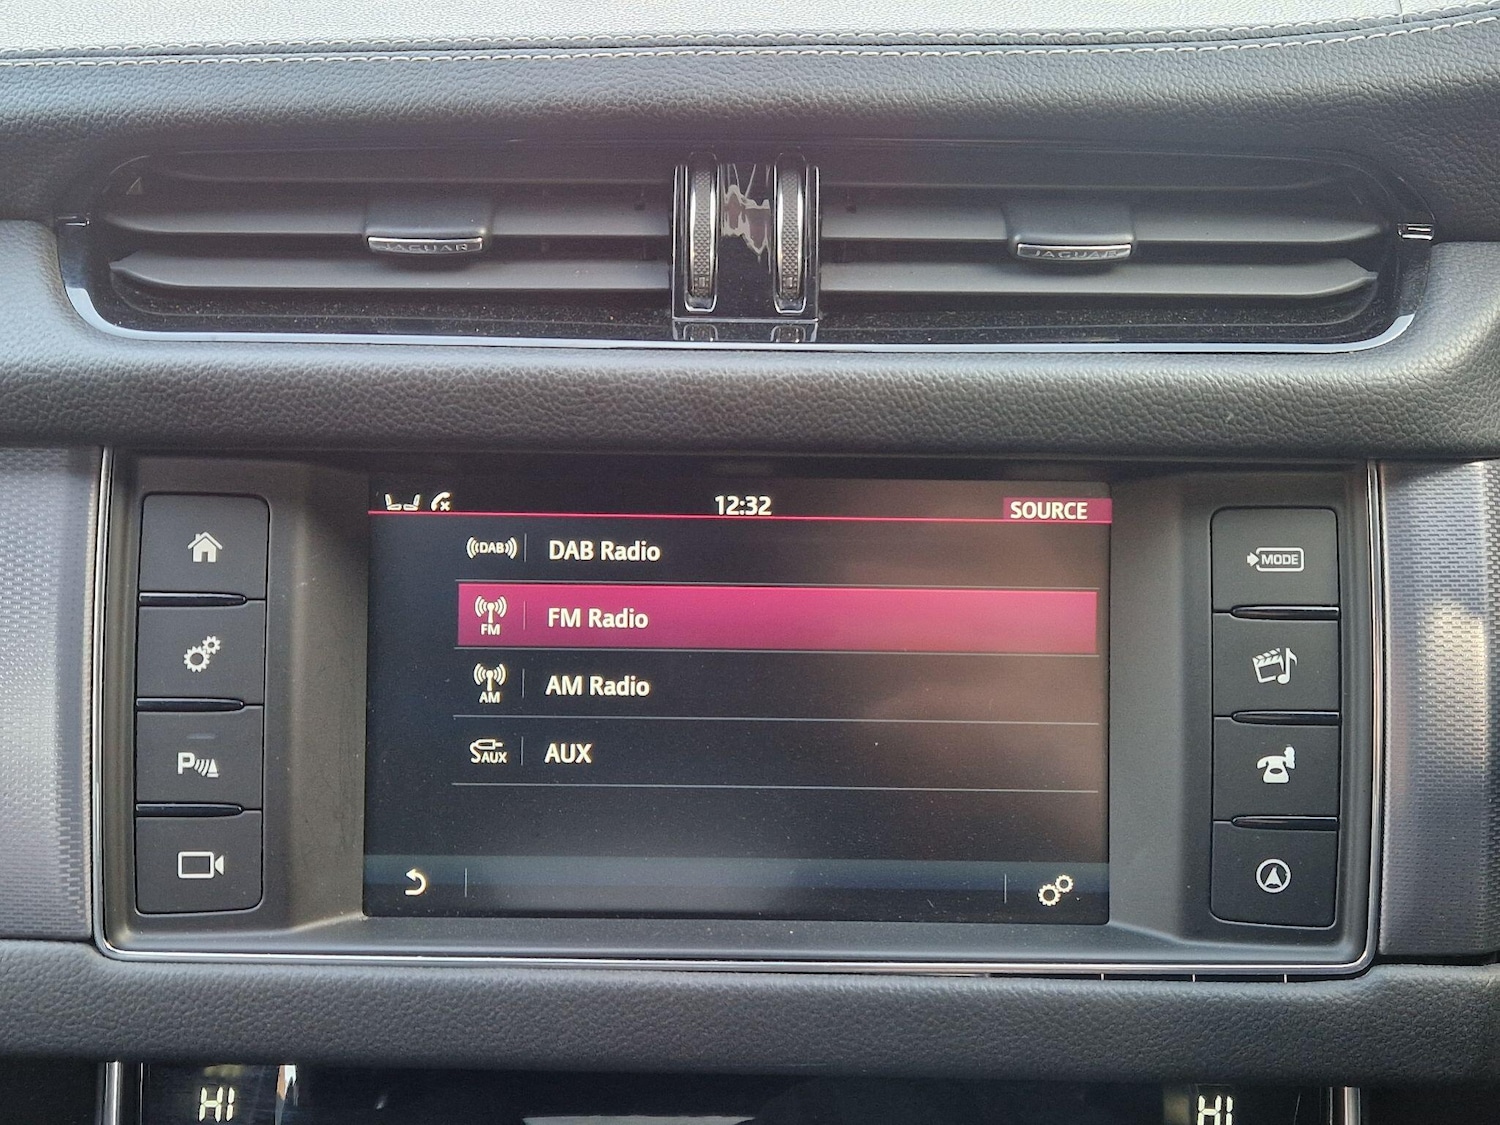 JAGUAR
JAGUAR
12:32
SOURCE
DAB
DAB Radio
MODE
FM
FM Radio
AM
AM Radio
AUX
AUX
P
HI
HI